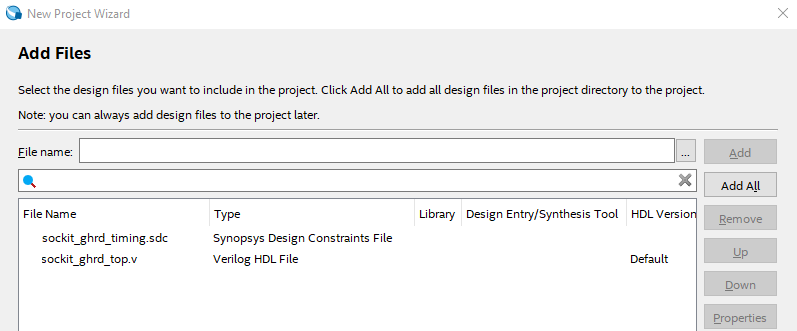 New Project Wizard
Add Files
Select the design files you want to include in the project. Click Add All to add all design files in the project directory to the project.
Note: you can always add design files to the project later.
File name:
...
Add
Add All
File Name Type Library Design Entry/Synthesis Tool HDL Version
Remove
sockit_ghrd_timing.sdc Synopsys Design Constraints File
Up
sockit_ghrd_top.v Verilog HDL File Default
Down
Properties